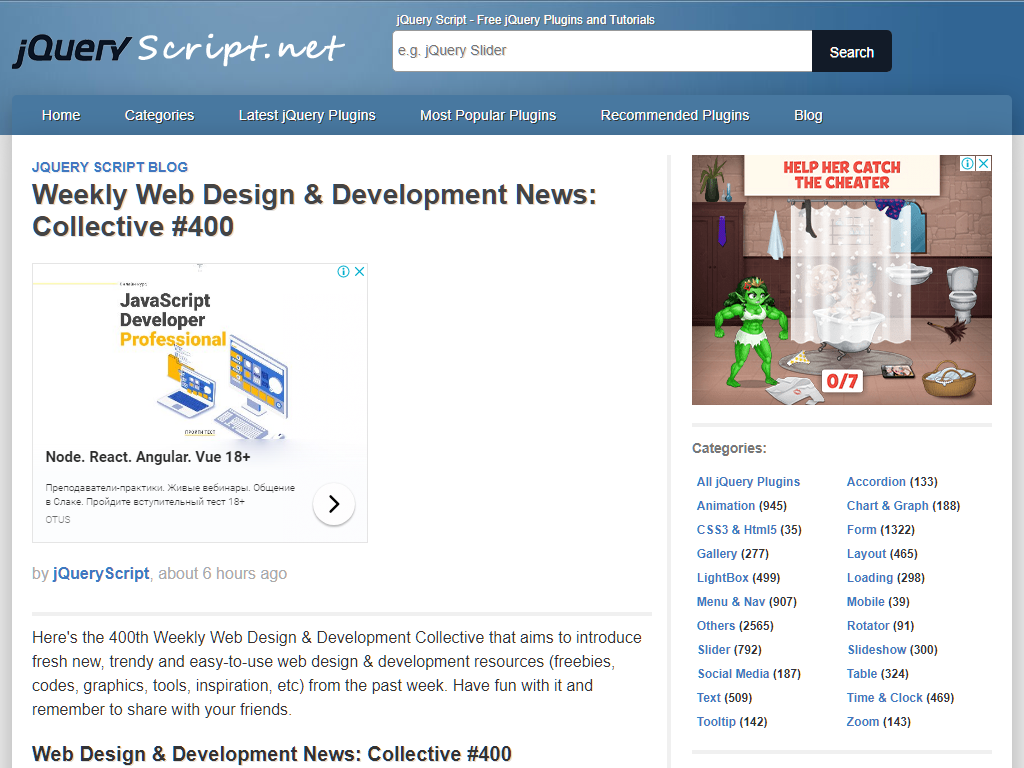 jQuery Script - Free jQuery Plugins and Tutorials
jQuery Script.net
e.g. jQuery Slider
Search
Home
Categories
Latest jQuery Plugins
Most Popular Plugins
Recommended Plugins
Blog
JQUERY SCRIPT BLOG
Weekly Web Design & Development News:
Collective #400
JavaScript
Developer
Professional
ПРОЙТИ ТЕСТ
Node. React. Angular. Vue 18+
Преподаватели-практики. Живые вебинары. Общение
в Слаке. Пройдите вступительный тест 18+
OTUS
by jQueryScript, about 6 hours ago
Here's the 400th Weekly Web Design & Development Collective that aims to introduce
fresh new, trendy and easy-to-use web design & development resources (freebies,
codes, graphics, tools, inspiration, etc) from the past week. Have fun with it and
remember to share with your friends.
Web Design & Development News: Collective #400
HELP HER CATCH
THE CHEATER
0/7
Categories:
All jQuery Plugins
Accordion (133)
Animation (945)
Chart & Graph (188)
CSS3 & Html5 (35)
Form (1322)
Gallery (277)
Layout (465)
LightBox (499)
Loading (298)
Menu & Nav (907)
Mobile (39)
Others (2565)
Rotator (91)
Slider (792)
Slideshow (300)
Social Media (187)
Table (324)
Text (509)
Time & Clock (469)
Tooltip (142)
Zoom (143)